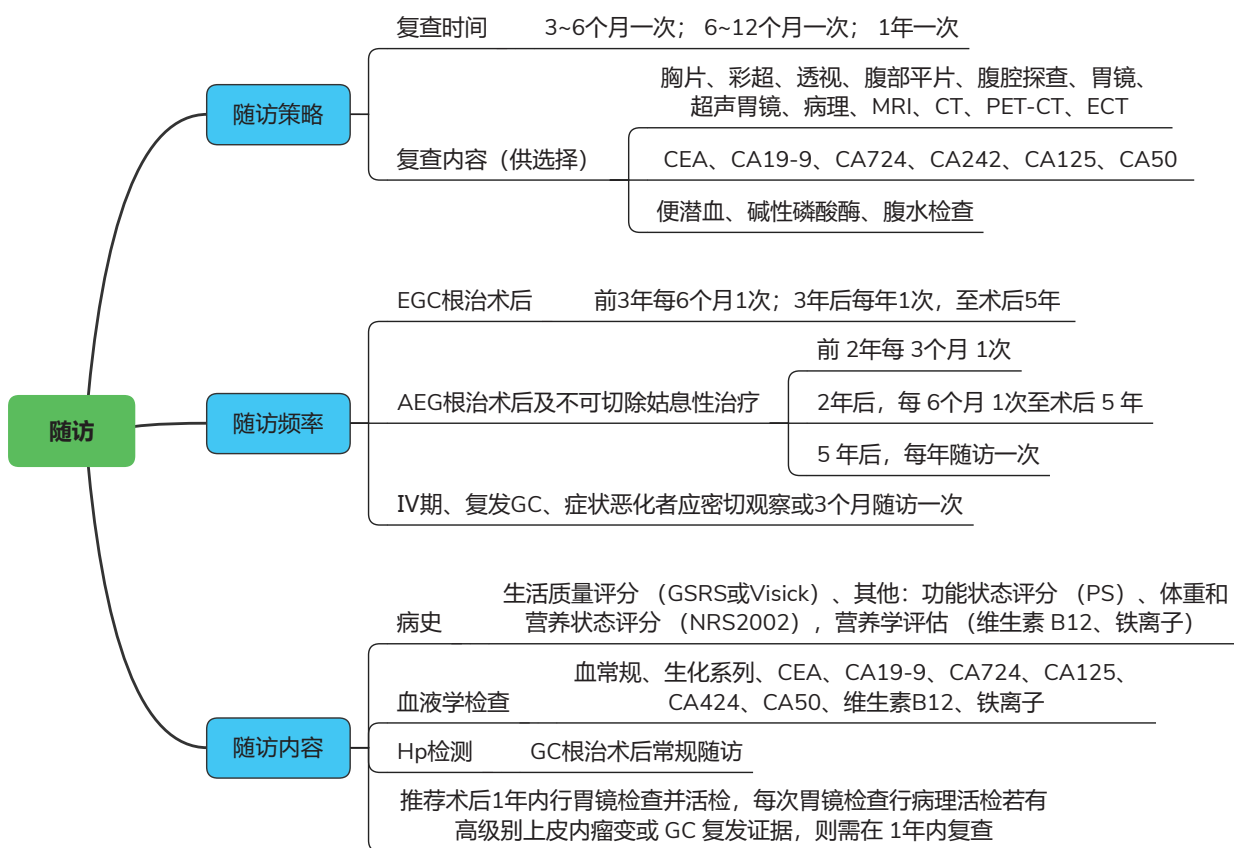 随访
随访策略
复查时间
3~6个月一次； 6~12个月一次； 1年一次
复查内容（供选择）
胸片、彩超、透视、腹部平片、腹腔探查、胃镜、
超声胃镜、病理、MRI、CT、PET-CT、ECT
CEA、CA19-9、CA724、CA242、CA125、CA50
便潜血、碱性磷酸酶、腹水检查
随访频率
EGC根治术后
前3年每6个月1次；3年后每年1次，至术后5年
AEG根治术后及不可切除姑息性治疗
前 2年每 3个月 1次
2年后，每 6个月 1次至术后 5 年
5 年后，每年随访一次
IV期、复发GC、症状恶化者应密切观察或3个月随访一次
随访内容
病史
生活质量评分 （GSRS或Visick）、其他：功能状态评分 （PS）、体重和
营养状态评分 （NRS2002），营养学评估 （维生素 B12、铁离子）
血液学检查
血常规、生化系列、CEA、CA19-9、CA724、CA125、
CA424、CA50、维生素B12、铁离子
Hp检测
GC根治术后常规随访
推荐术后1年内行胃镜检查并活检，每次胃镜检查行病理活检若有
高级别上皮内瘤变或 GC 复发证据，则需在 1年内复查